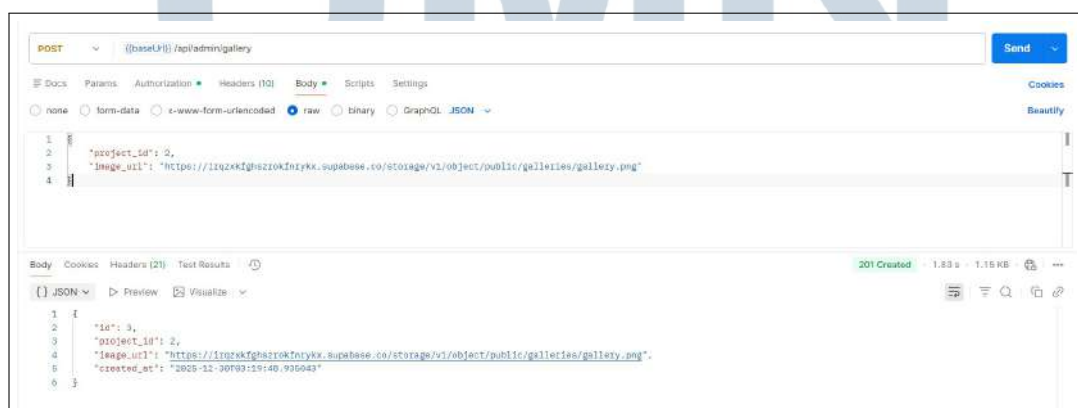 POST {{baseUrl}} /api/admin/gallery Send
Docs Params Authorization Headers (10) Body Scripts Settings Cookies
none form-data x-www-form-urlencoded raw binary GraphQL JSON Beautify
1 {
2 "project_id": 2,
3 "image_url": "https://irqzxkfghszrokfnrykx.supabase.co/storage/v1/object/public/galleries/gallery.png"
4 }
Body Cookies Headers (21) Test Results 201 Created 1.83 s 1.15 KB
{} JSON Preview Visualize
1 {
2 "id": 3,
3 "project_id": 2,
4 "image_url": "https://irqzxkfghszrokfnrykx.supabase.co/storage/v1/object/public/galleries/gallery.png",
5 "created_at": "2025-12-30T03:19:40.935043"
6 }